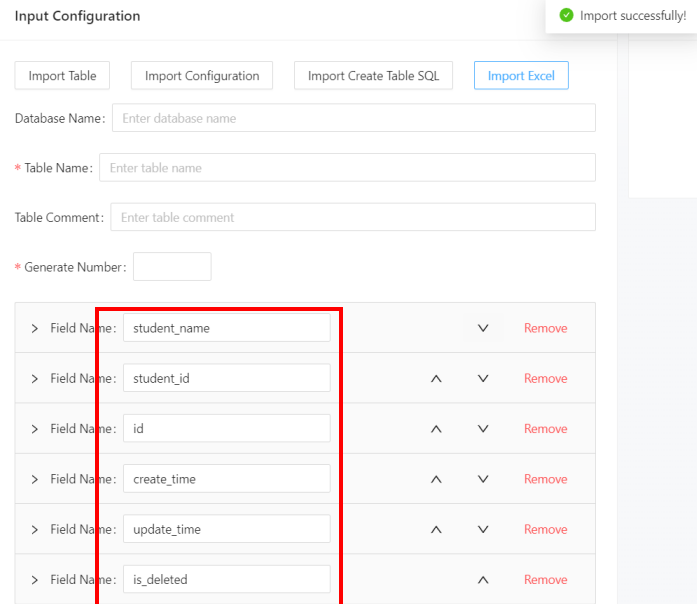 Input Configuration
Import successfully!
Import Table Import Configuration Import Create Table SQL Import Excel
Database Name: Enter database name
* Table Name: Enter table name
Table Comment: Enter table comment
* Generate Number:
Field Name: student_name Remove
Field Name: student_id Remove
Field Name: id Remove
Field Name: create_time Remove
Field Name: update_time Remove
Field Name: is_deleted Remove